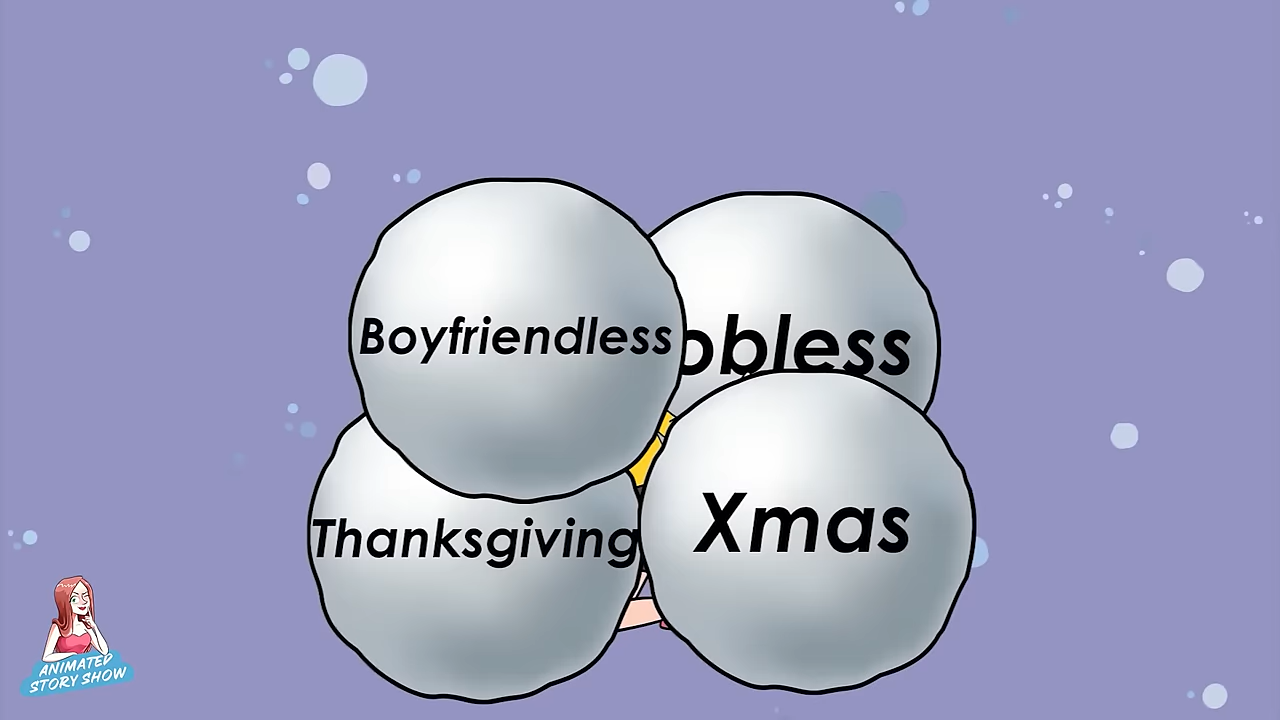 Boyfriendless
obless
Thanksgiving
Xmas
ANIMATED
STORY SHOW